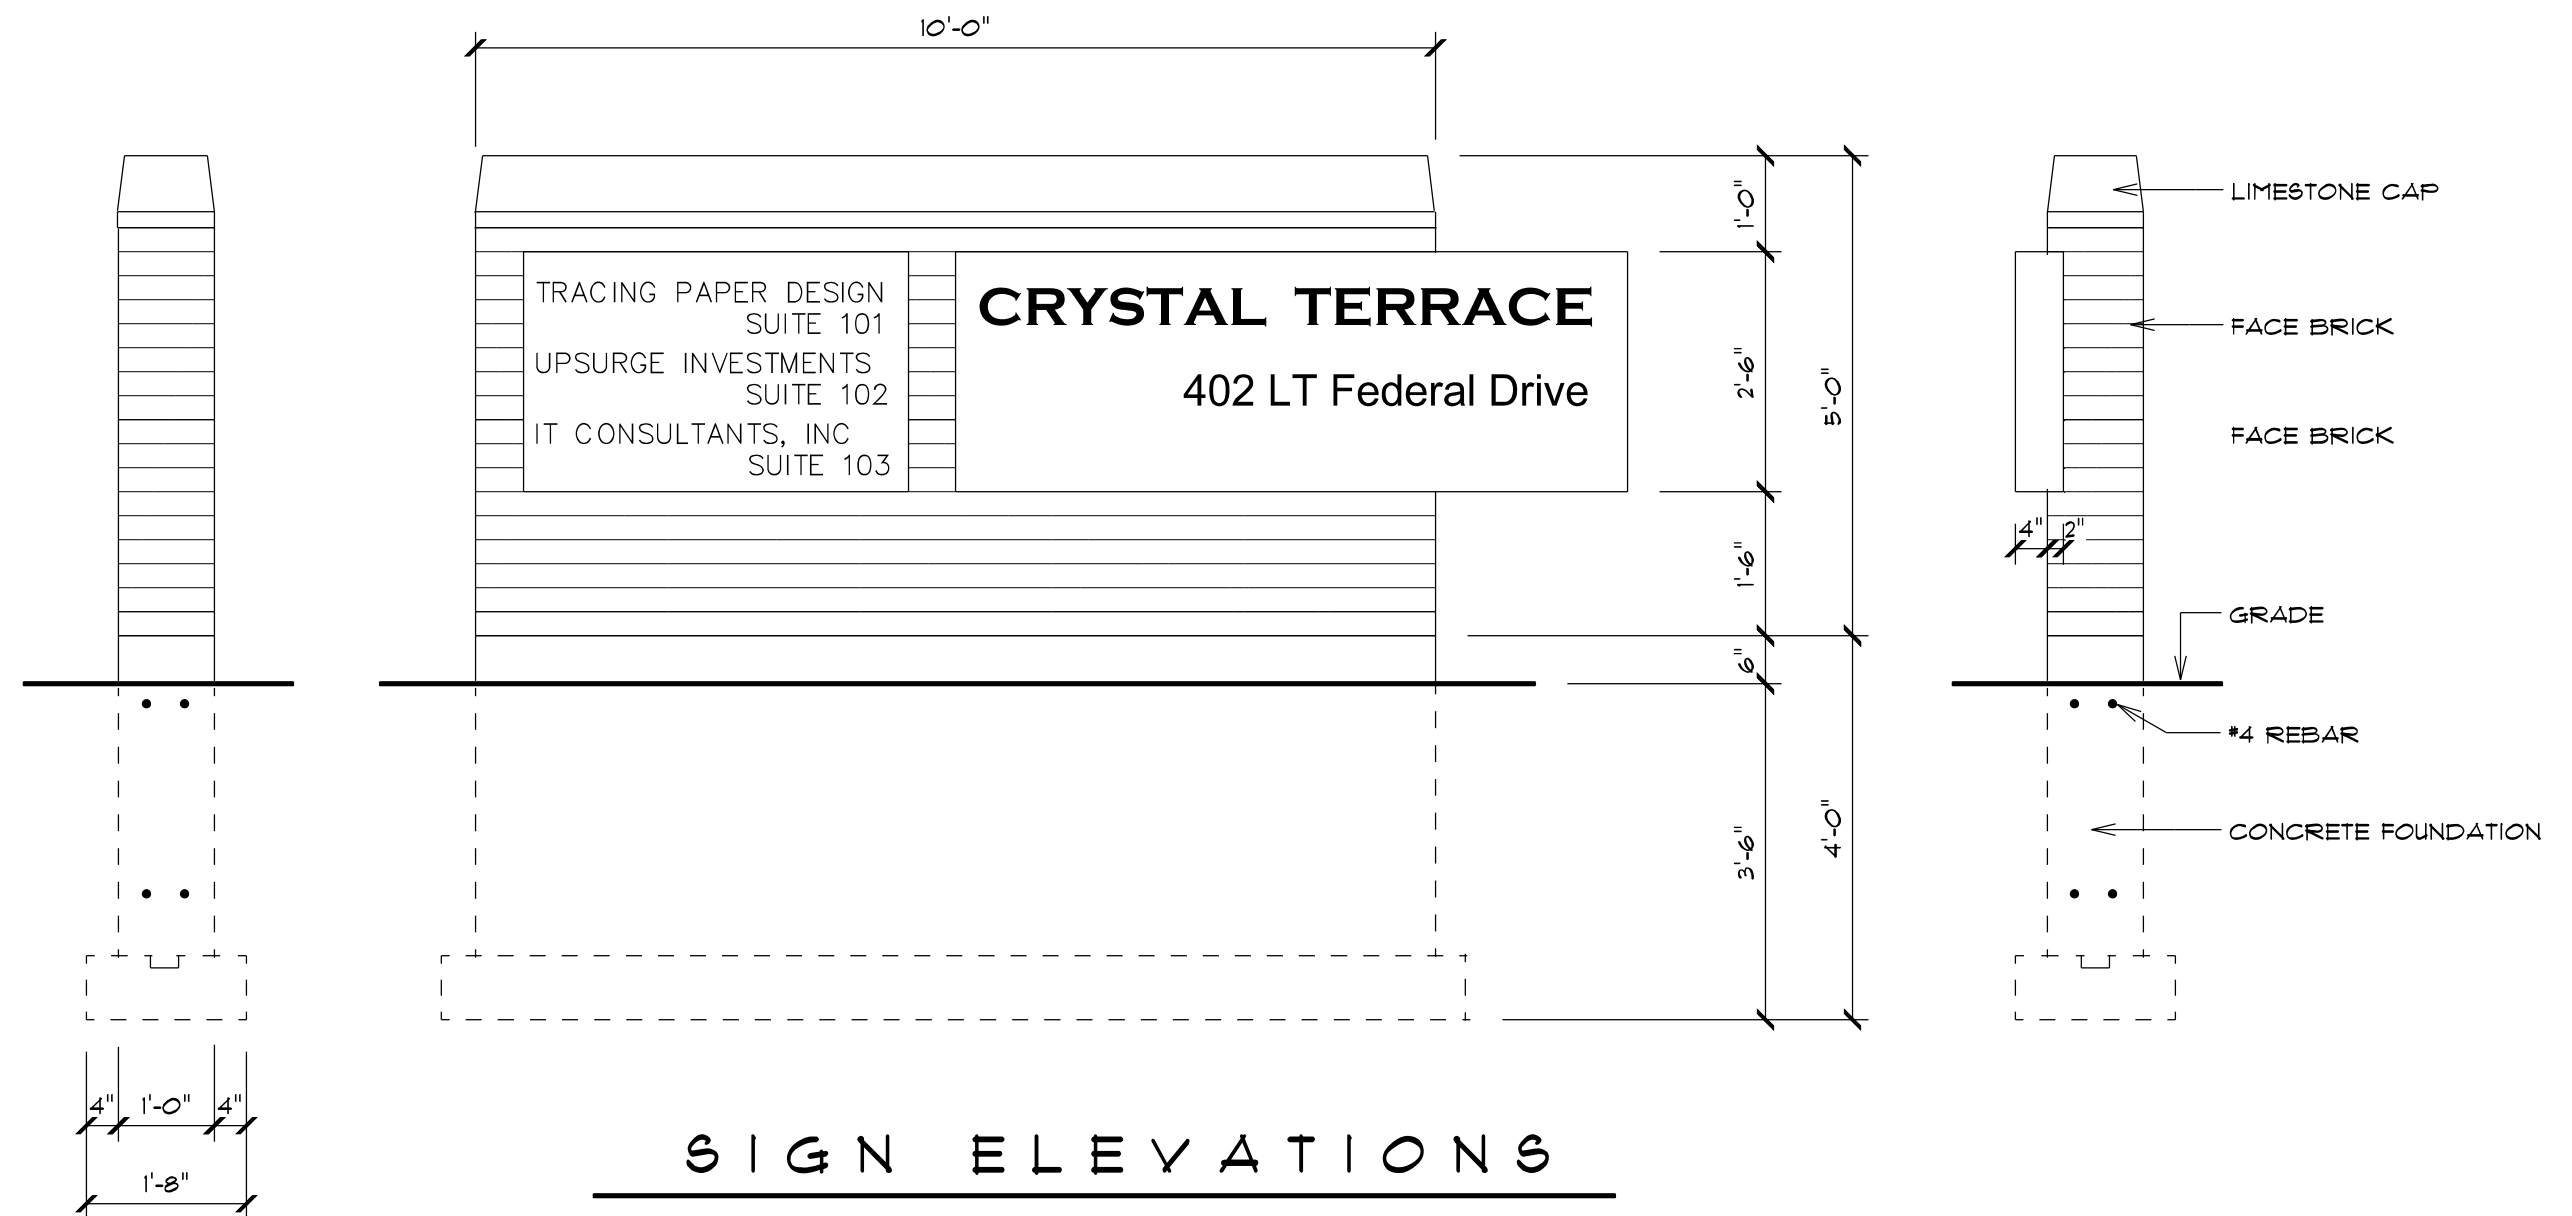 10'-0"
LIMESTONE CAP
1'-0"
TRACING PAPER DESIGN
SUITE 101
UPSURGE INVESTMENTS
SUITE 102
IT CONSULTANTS, INC
SUITE 103
CRYSTAL TERRACE
402 LT Federal Drive
2'-6"
5'-0"
FACE BRICK
FACE BRICK
1'-6"
4" 2"
6"
GRADE
#4 REBAR
3'-6"
4'-0"
CONCRETE FOUNDATION
4" 1'-0" 4"
1'-8"
SIGN ELEVATIONS